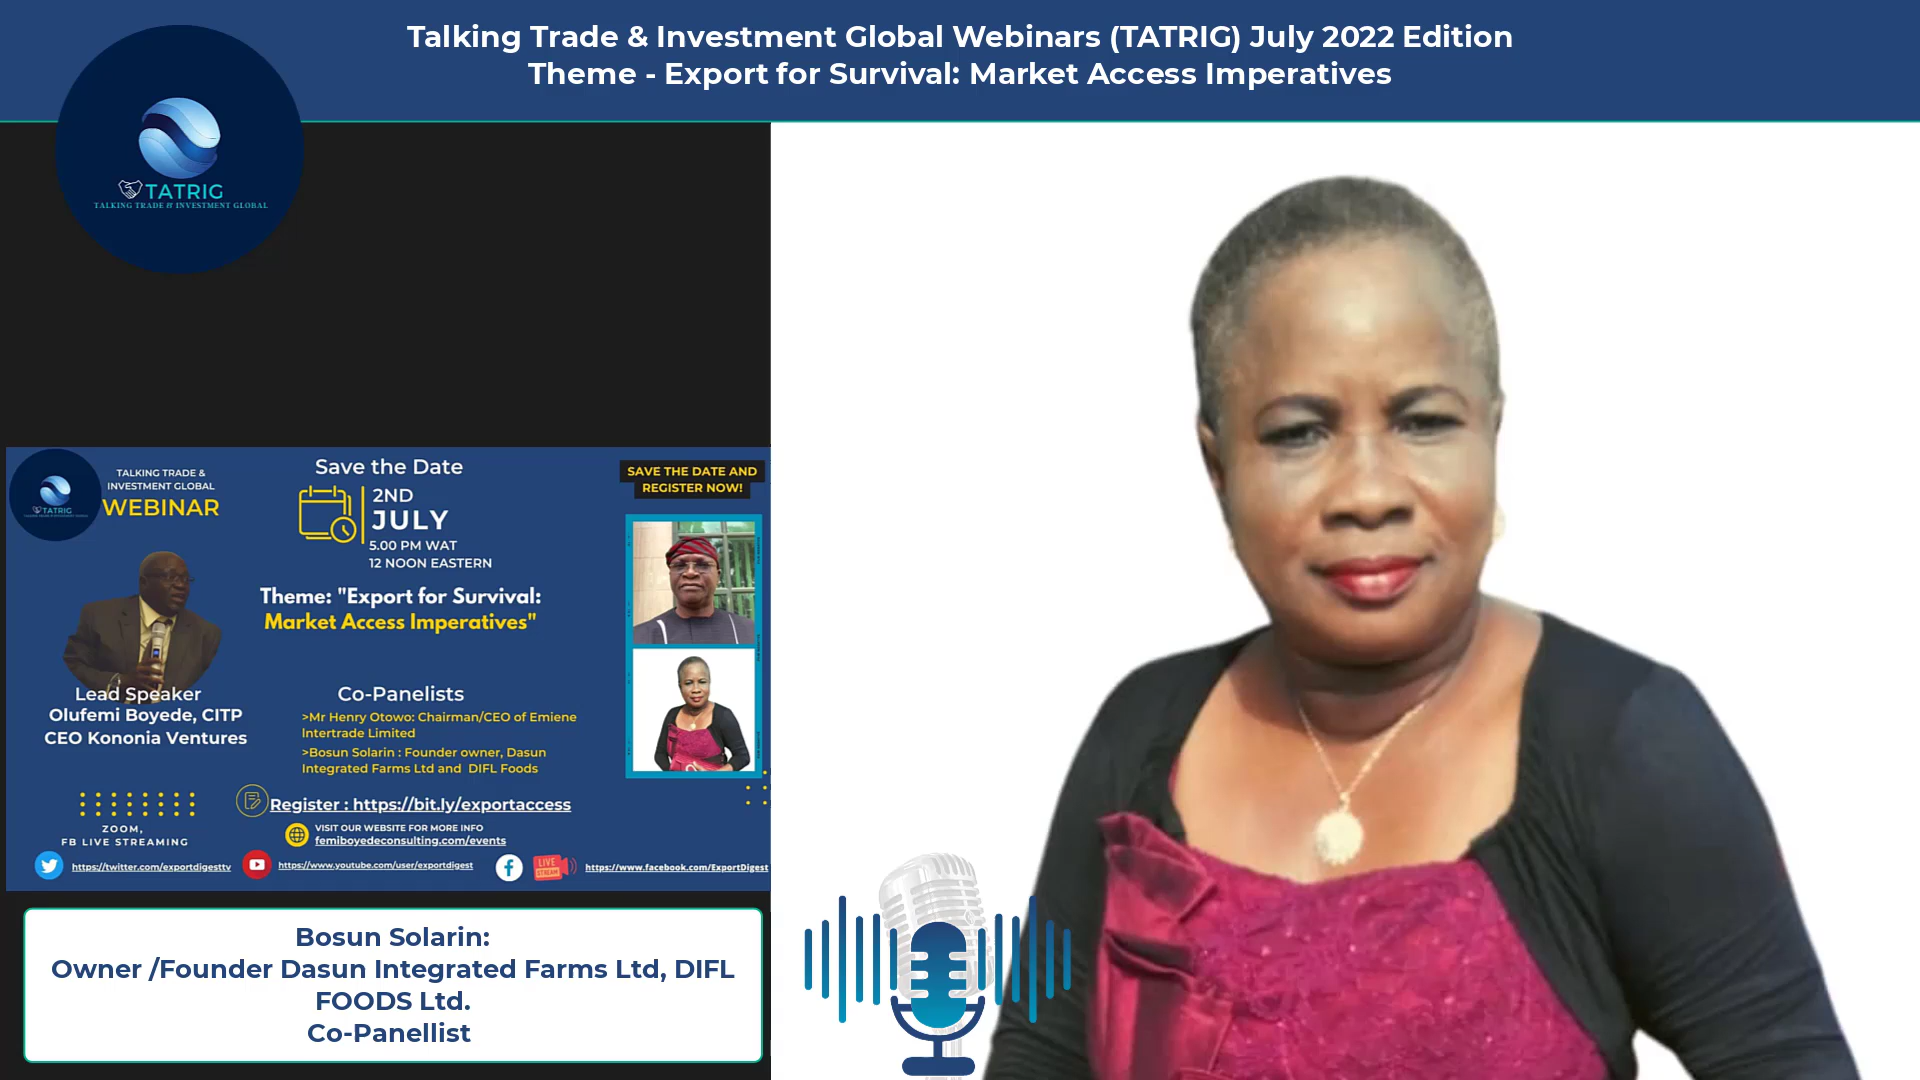 Talking Trade & Investment Global Webinars (TATRIG) July 2022 Edition
Theme - Export for Survival: Market Access Imperatives
TATRIG
TALKING TRADE & INVESTMENT GLOBAL
TATRIG
TALKING TRADE &
INVESTMENT GLOBAL
WEBINAR
Save the Date
2ND
JULY
5.00 PM WAT
12 NOON EASTERN
SAVE THE DATE AND
REGISTER NOW!
Theme: "Export for Survival:
Market Access Imperatives"
Lead Speaker
Olufemi Boyede, CITP
CEO Kononia Ventures
Co-Panelists
>Mr Henry Otowo: Chairman/CEO of Emiene
Intertrade Limited
>Bosun Solarin : Founder owner, Dasun
Integrated Farms Ltd and DIFL Foods
Register : https://bit.ly/exportaccess
ZOOM,
FB LIVE STREAMING
VISIT OUR WEBSITE FOR MORE INFO
femiboyedeconsulting.com/events
https://twitter.com/exportdigesttv
https://www.youtube.com/user/exportdigest
LIVE
STREAM
https://www.facebook.com/ExportDigest
Bosun Solarin:
Owner /Founder Dasun Integrated Farms Ltd, DIFL
FOODS Ltd.
Co-Panellist